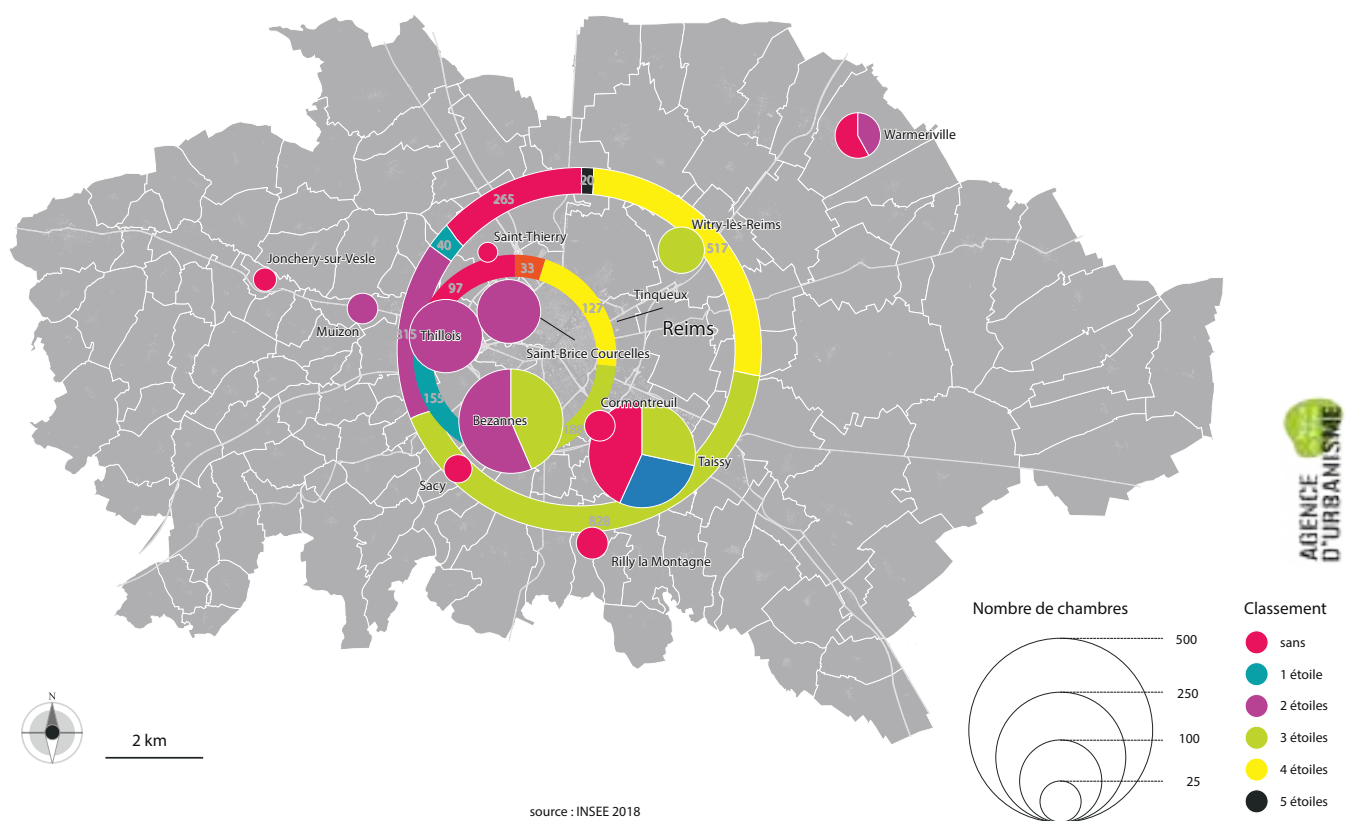 Warmeriville
20
265
Witry-lès-Reims
Saint-Thierry
40
517
Jonchery-sur-Vesle
33
97
Tinqueux
127
Reims
Muizon
315
Thillois
Saint-Brice Courcelles
155
Cormontreuil
Bezannes
Taissy
Sacy
828
Rilly la Montagne
AGENCE
D'URBANISME
Nombre de chambres
500
250
100
25
Classement
sans
1 étoile
2 étoiles
3 étoiles
4 étoiles
5 étoiles
N
2 km
source : INSEE 2018